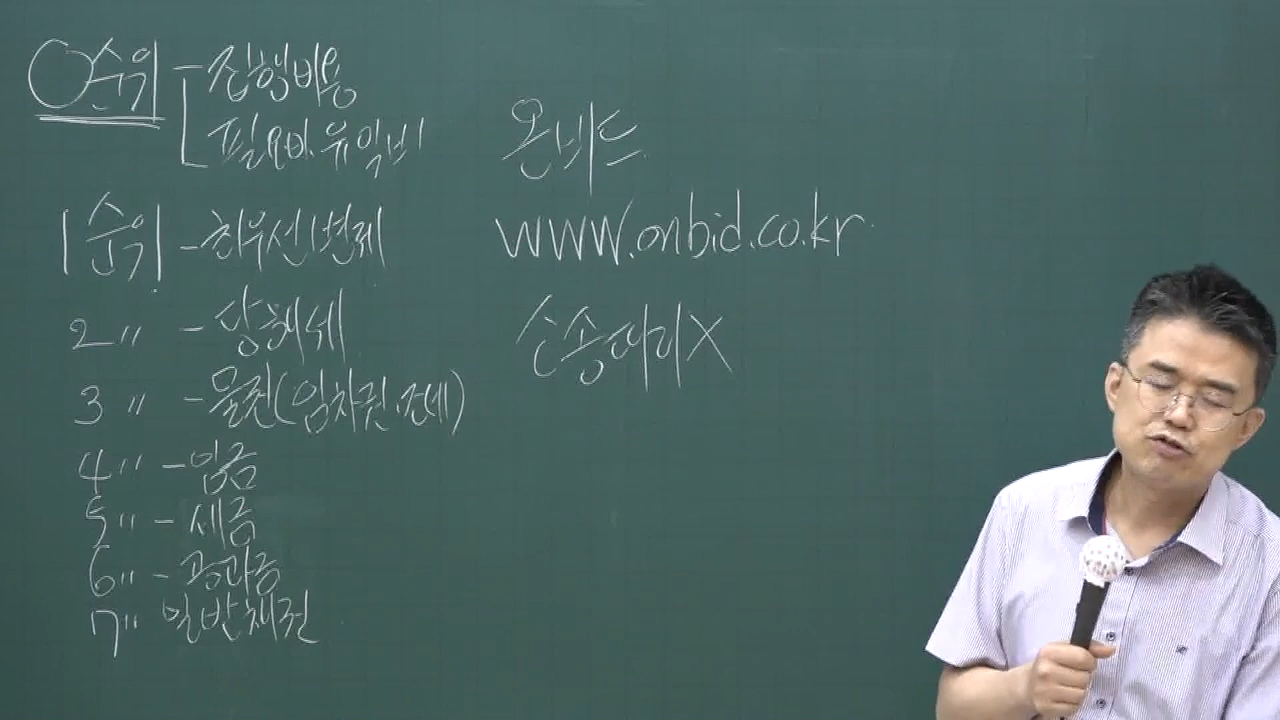 0순위 - 집행비용
필요비.유익비
1순위 - 최우선변제
2 〃 - 당해세
3 〃 - 물권(임차권.전세)
4 〃 - 임금
5 〃 - 세금
6 〃 - 공과금
7 〃 일반채권
온비드
www.onbid.co.kr
손송대리X